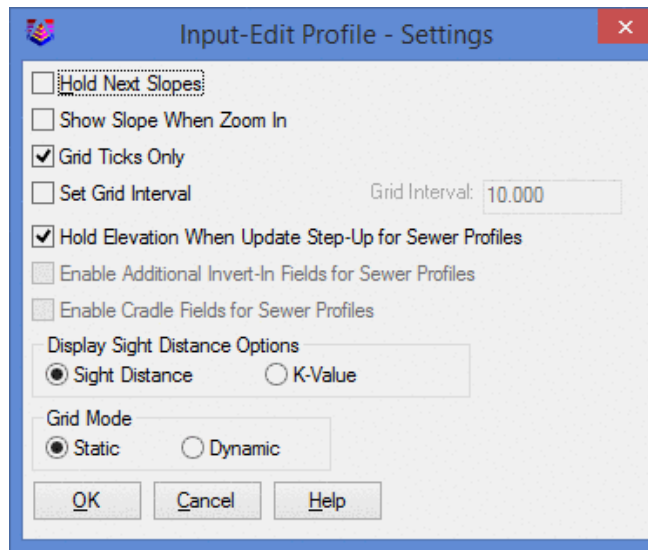 Input-Edit Profile - Settings
Hold Next Slopes
Show Slope When Zoom In
Grid Ticks Only
Set Grid Interval Grid Interval: 10.000
Hold Elevation When Update Step-Up for Sewer Profiles
Enable Additional Invert-In Fields for Sewer Profiles
Enable Cradle Fields for Sewer Profiles
Display Sight Distance Options
Sight Distance K-Value
Grid Mode
Static Dynamic
OK Cancel Help